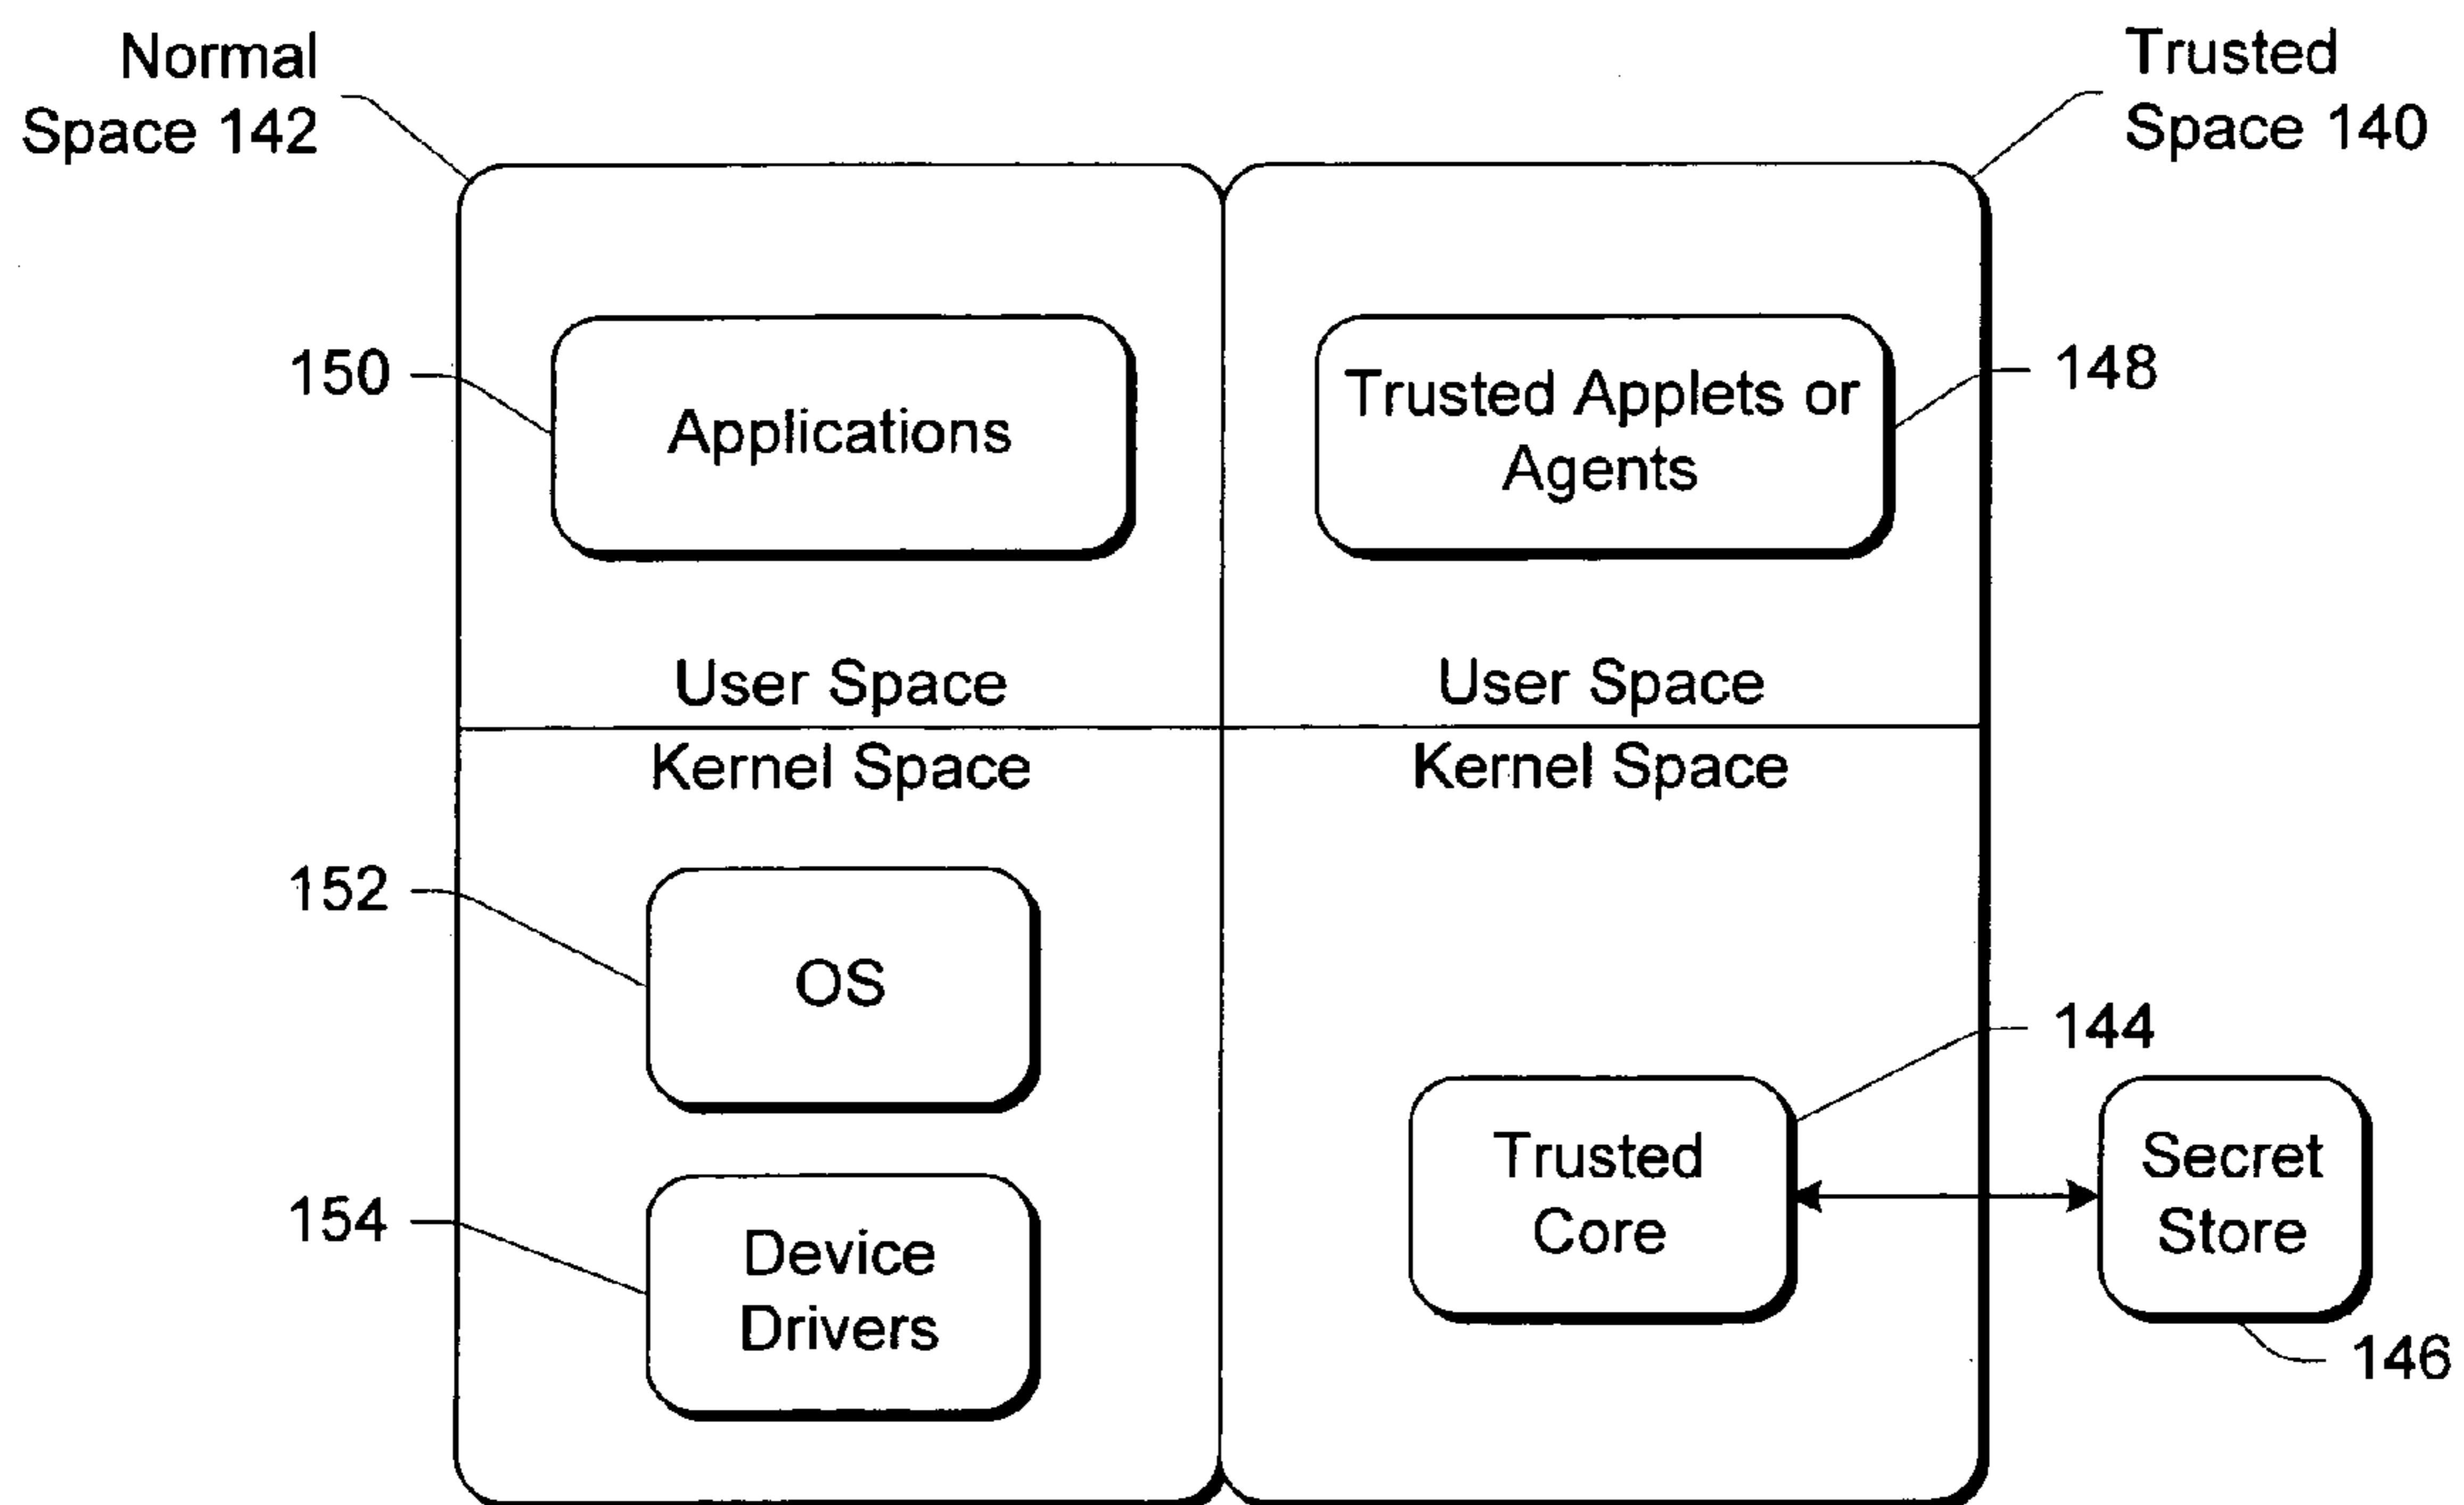 Normal
Space 142
Trusted
Space 140
150
Applications
Trusted Applets or
Agents
148
User Space
User Space
Kernel Space
Kernel Space
152
OS
144
Trusted
Core
Secret
Store
154
Device
Drivers
146